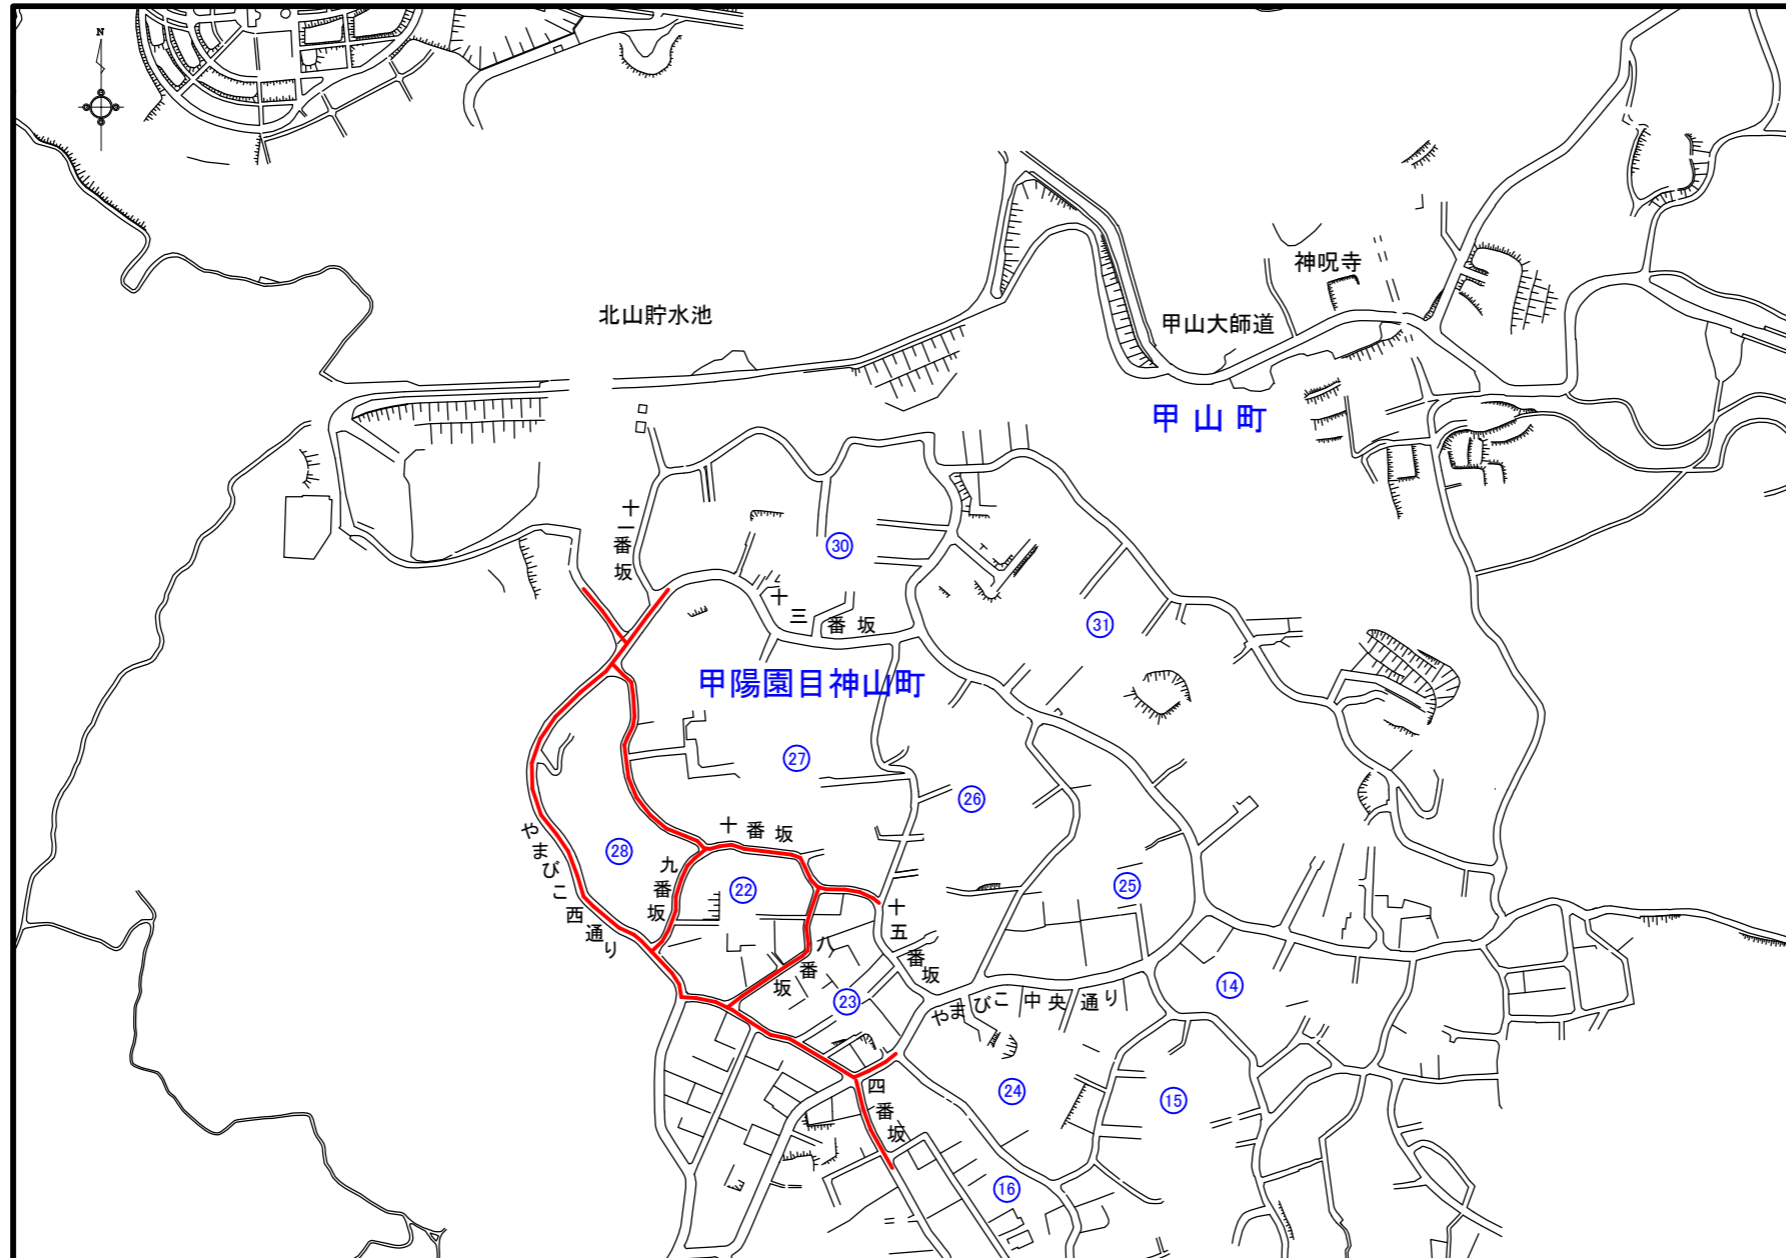 N
神呪寺
北山貯水池
甲山大師道
甲山町
十一番坂
30
十三番坂
31
甲陽園目神山町
27
26
十番坂
28
やまびこ西通り
九番坂
22
25
十五番坂
八番坂
23
やまびこ中央通り
14
四番坂
24
15
16